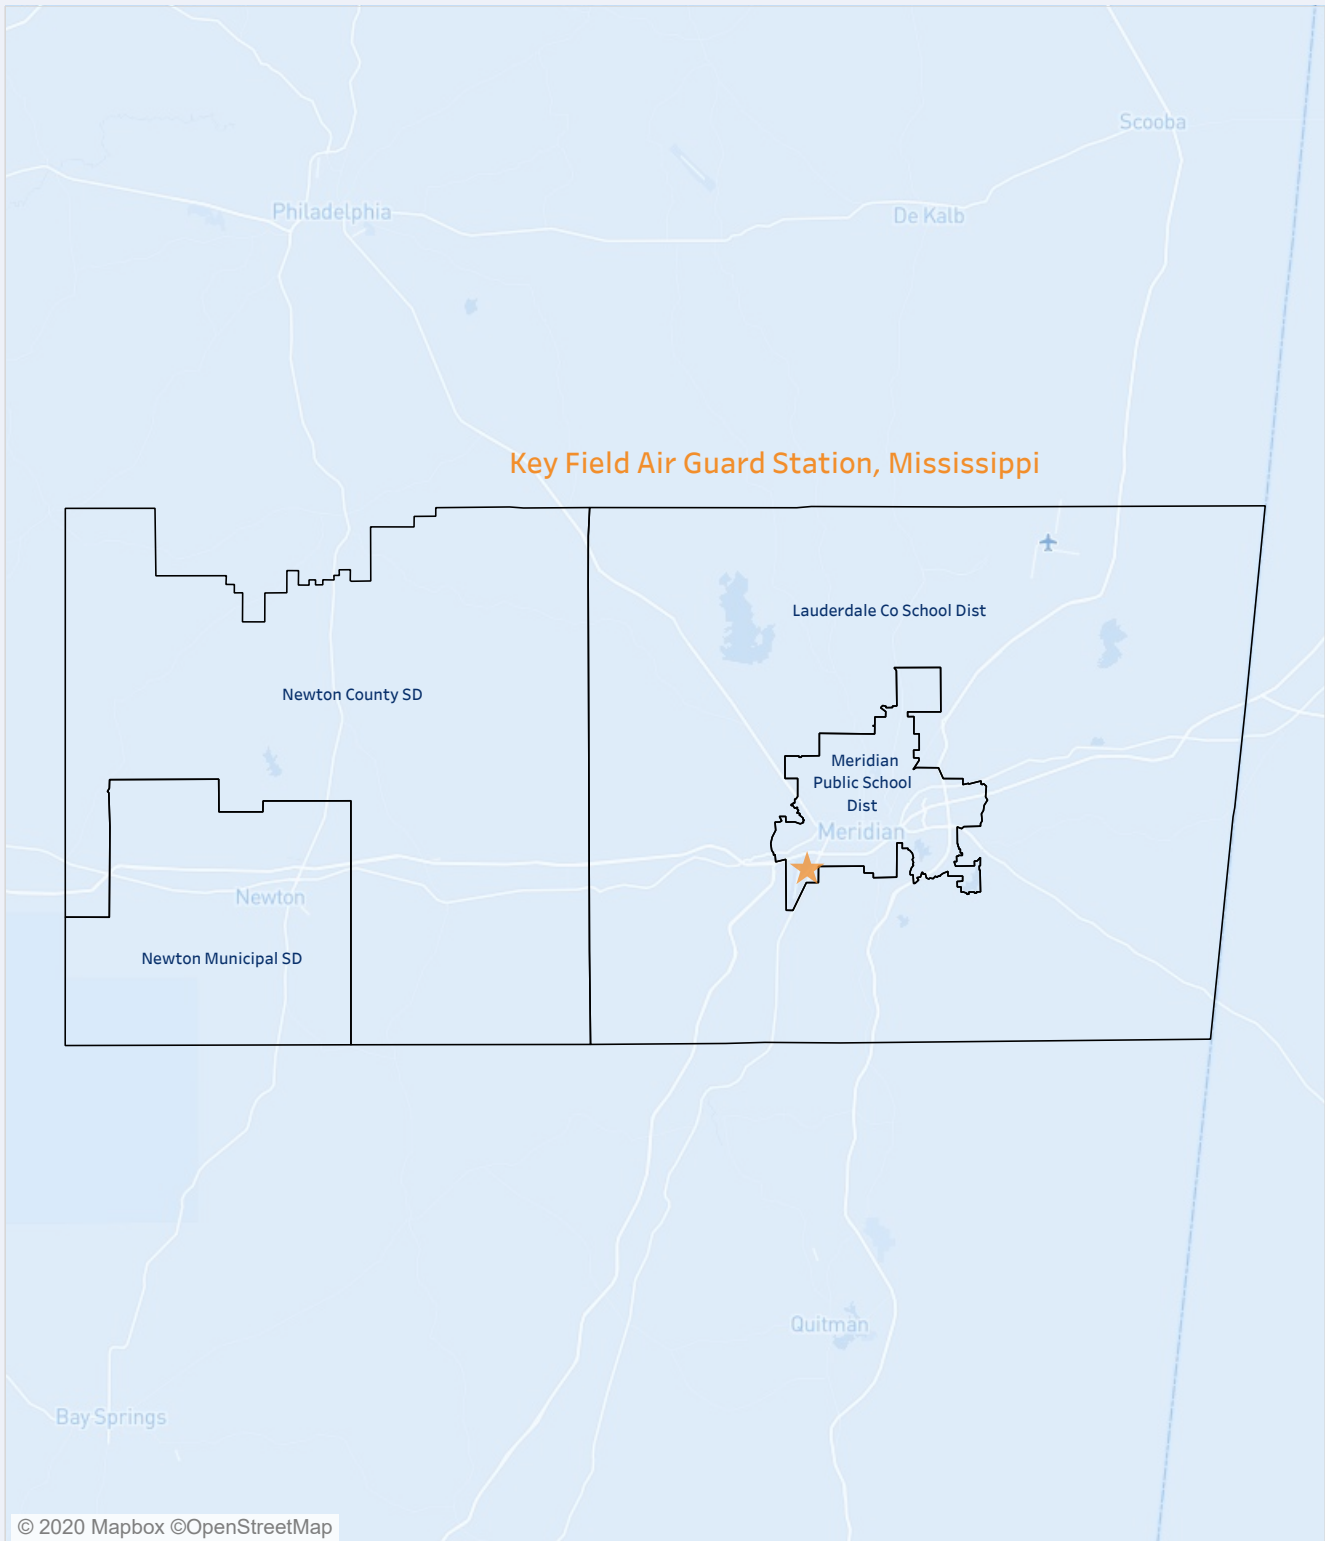 Scooba
Philadelphia
De Kalb
Key Field Air Guard Station, Mississippi
Lauderdale Co School Dist
Newton County SD
Meridian
Public School
Dist
Meridian
Newton
Newton Municipal SD
Quitman
Bay Springs
© 2020 Mapbox ©OpenStreetMap